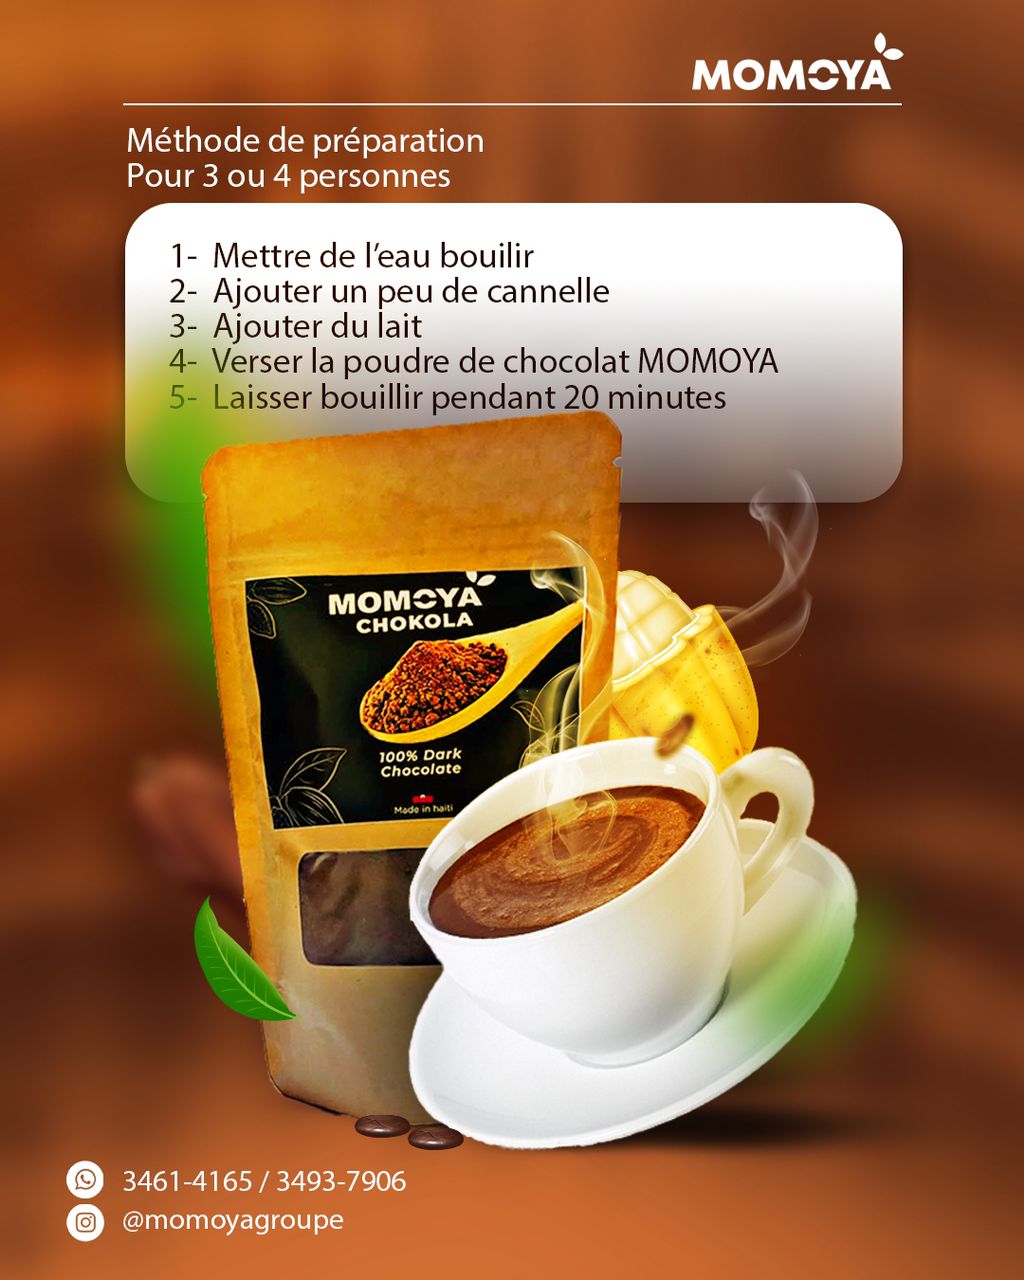 MOMOYA
Méthode de préparation
Pour 3 ou 4 personnes
1- Mettre de l’eau bouilir
2- Ajouter un peu de cannelle
3- Ajouter du lait
4- Verser la poudre de chocolat MOMOYA
5- Laisser bouillir pendant 20 minutes
MOMOYA
CHOKOLA
100% Dark
Chocolate
Made in haiti
3461-4165 / 3493-7906
@momoyagroupe